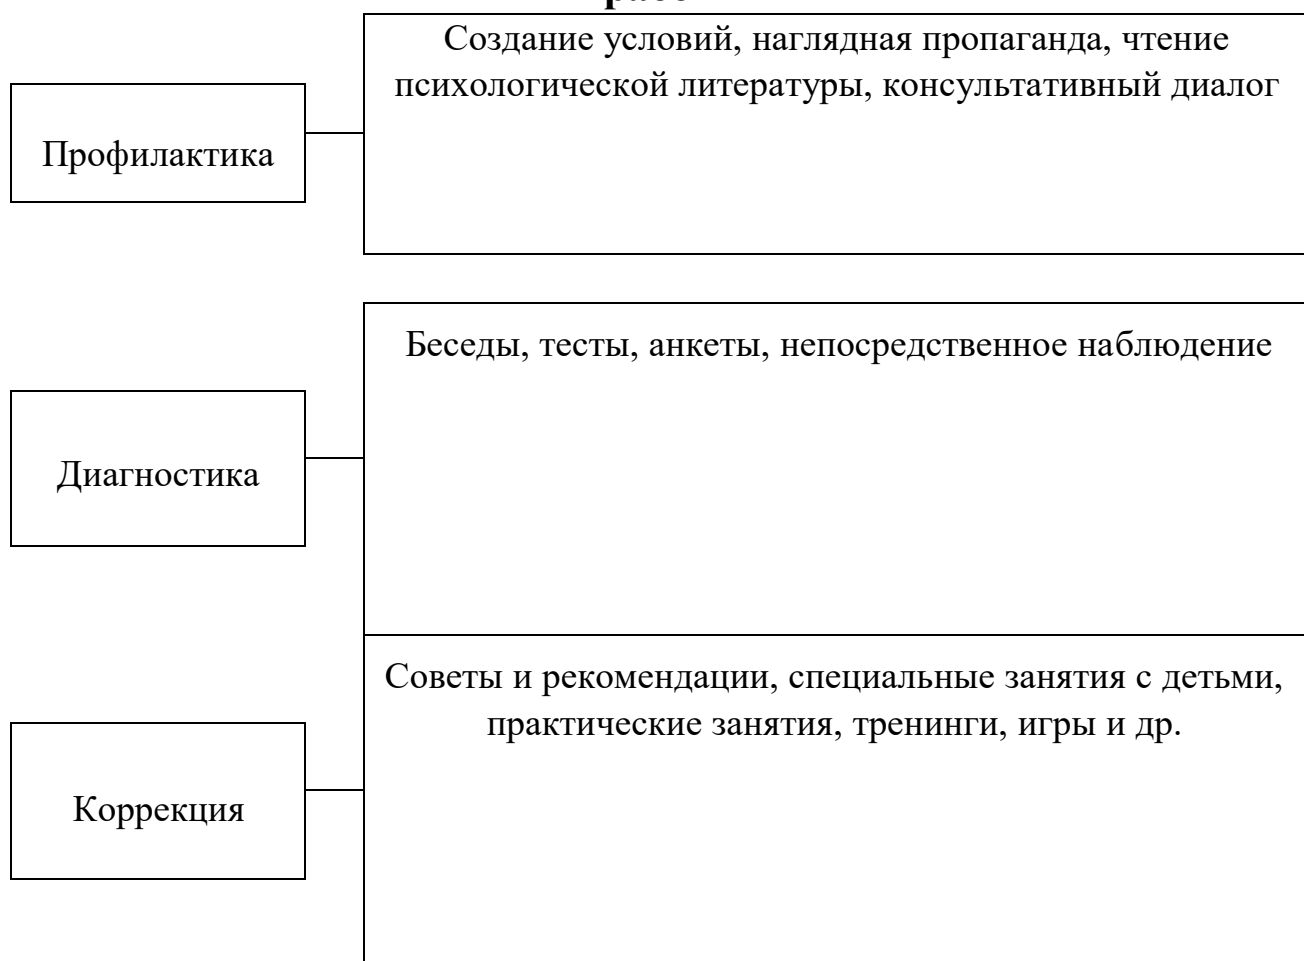 Создание условий, наглядная пропаганда, чтение
психологической литературы, консультативный диалог
Профилактика
Беседы, тесты, анкеты, непосредственное наблюдение
Диагностика
Советы и рекомендации, специальные занятия с детьми,
практические занятия, тренинги, игры и др.
Коррекция